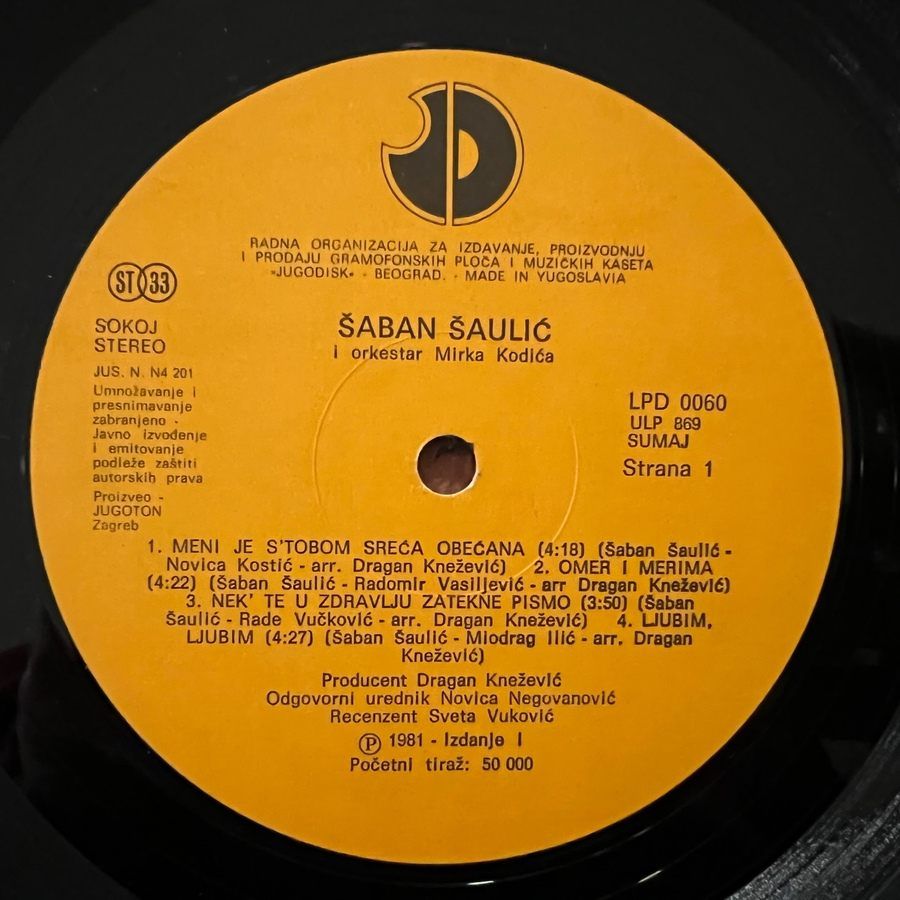 RADNA ORGANIZACIJA ZA IZDAVANJE, PROIZVODNJU
I PRODAJU GRAMOFONSKIH PLOČA I MUZIČKIH KASETA
»JUGODISK« - BEOGRAD. - MADE IN YUGOSLAVIA
ST 33
SOKOJ
STEREO
JUS. N. N4 201
Umnožavanje i
presnimavanje
zabranjeno -
Javno izvođenje
i emitovanje
podleže zaštiti
autorskih prava
Proizveo -
JUGOTON
Zagreb
ŠABAN ŠAULIĆ
i orkestar Mirka Kodića
LPD 0060
ULP 869
SUMAJ
Strana 1
1. MENI JE S'TOBOM SREĆA OBEĆANA (4:18) (Šaban Šaulić -
Novica Kostić - arr. Dragan Knežević) 2. OMER I MERIMA
(4:22) (Šaban Šaulić - Radomir Vasiljević - arr Dragan Knežević)
3. NEK' TE U ZDRAVLJU ZATEKNE PISMO (3:50) (Šaban
Šaulić - Rade Vučković - arr. Dragan Knežević) 4. LJUBIM,
LJUBIM (4:27) (Šaban Šaulić - Miodrag Ilić - arr. Dragan
Knežević)
Producent Dragan Knežević
Odgovorni urednik Novica Negovanović
Recenzent Sveta Vuković
Ⓟ 1981 - Izdanje I
Početni tiraž: 50 000